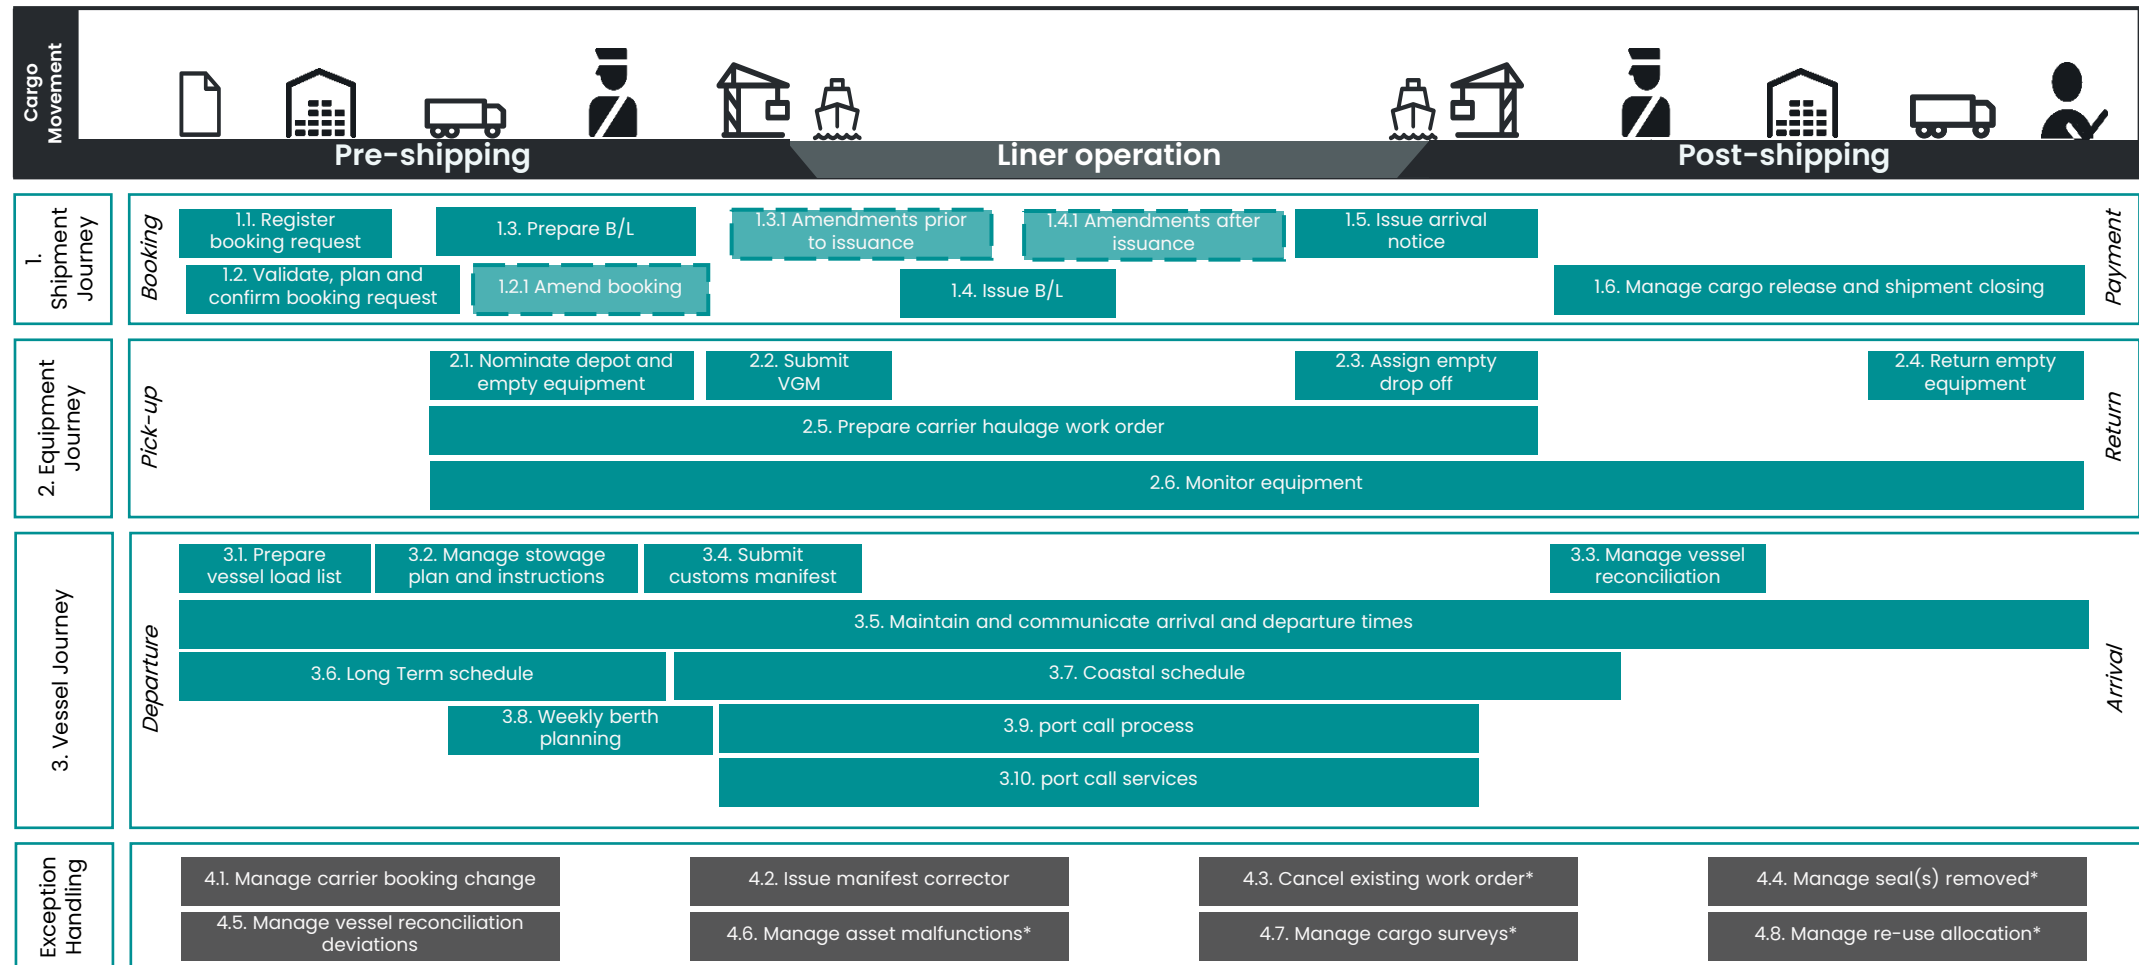 Cargo
Movement
Pre-shipping
Liner operation
Post-shipping
1.
Shipment
Journey
Booking
1.1. Register
booking request
1.3. Prepare B/L
1.3.1 Amendments prior
to issuance
1.4.1 Amendments after
issuance
1.5. Issue arrival
notice
1.2. Validate, plan and
confirm booking request
1.2.1 Amend booking
1.4. Issue B/L
1.6. Manage cargo release and shipment closing
Payment
2. Equipment
Journey
Pick-up
2.1. Nominate depot and
empty equipment
2.2. Submit
VGM
2.3. Assign empty
drop off
2.4. Return empty
equipment
2.5. Prepare carrier haulage work order
2.6. Monitor equipment
Return
3. Vessel Journey
Departure
3.1. Prepare
vessel load list
3.2. Manage stowage
plan and instructions
3.4. Submit
customs manifest
3.3. Manage vessel
reconciliation
3.5. Maintain and communicate arrival and departure times
3.6. Long Term schedule
3.7. Coastal schedule
3.8. Weekly berth
planning
3.9. port call process
3.10. port call services
Arrival
Exception
Handling
4.1. Manage carrier booking change
4.2. Issue manifest corrector
4.3. Cancel existing work order*
4.4. Manage seal(s) removed*
4.5. Manage vessel reconciliation
deviations
4.6. Manage asset malfunctions*
4.7. Manage cargo surveys*
4.8. Manage re-use allocation*